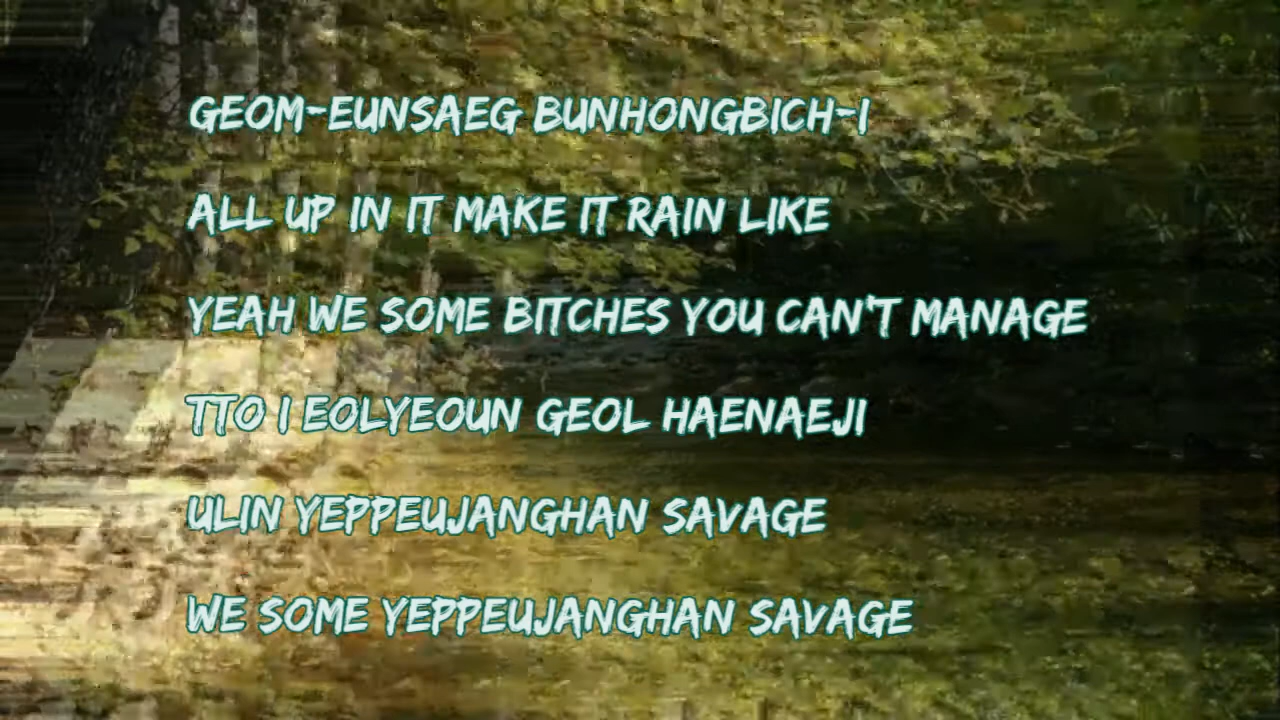 GEOM-EUNSAEG BUNHONGBICH-I
ALL UP IN IT MAKE IT RAIN LIKE
YEAH WE SOME BITCHES YOU CAN'T MANAGE
TTO I EOLYEOUN GEOL HAENAEJI
ULIN YEPPEUJANGHAN SAVAGE
WE SOME YEPPEUJANGHAN SAVAGE